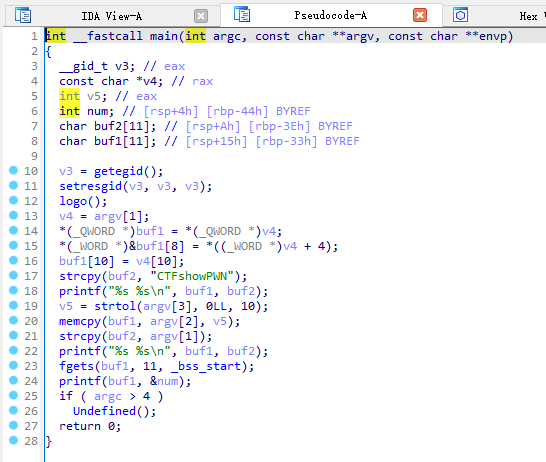 IDA View-A
Pseudocode-A
Hex
1 int __fastcall main(int argc, const char **argv, const char **envp)
2 {
3 __gid_t v3; // eax
4 const char *v4; // rax
5 int v5; // eax
6 int num; // [rsp+4h] [rbp-44h] BYREF
7 char buf2[11]; // [rsp+Ah] [rbp-3Eh] BYREF
8 char buf1[11]; // [rsp+15h] [rbp-33h] BYREF
9
10 v3 = getegid();
11 setresgid(v3, v3, v3);
12 logo();
13 v4 = argv[1];
14 *(_QWORD *)buf1 = *(_QWORD *)v4;
15 *(_WORD *)&buf1[8] = *((_WORD *)v4 + 4);
16 buf1[10] = v4[10];
17 strcpy(buf2, "CTFshowPWN");
18 printf("%s %s\n", buf1, buf2);
19 v5 = strtol(argv[3], 0LL, 10);
20 memcpy(buf1, argv[2], v5);
21 strcpy(buf2, argv[1]);
22 printf("%s %s\n", buf1, buf2);
23 fgets(buf1, 11, _bss_start);
24 printf(buf1, &num);
25 if ( argc > 4 )
26 Undefined();
27 return 0;
28 }